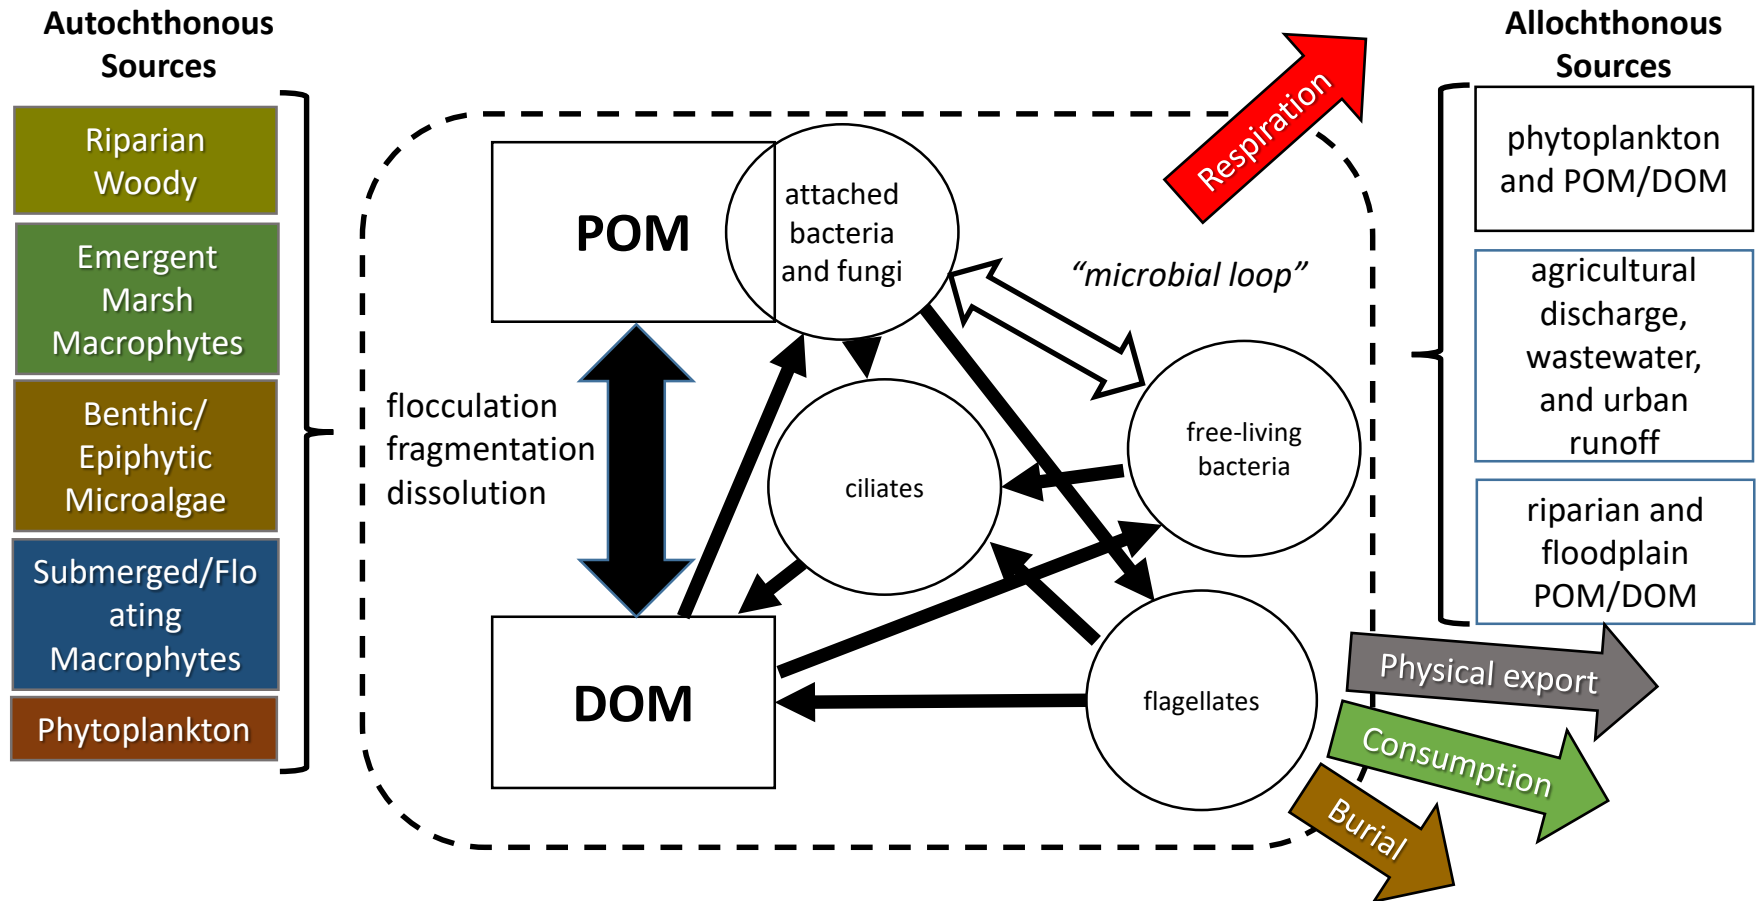 Autochthonous
Sources
Riparian
Woody
Emergent
Marsh
Macrophytes
Benthic/
Epiphytic
Microalgae
Submerged/Flo
ating
Macrophytes
Phytoplankton
POM
attached
bacteria
and fungi
flocculation
fragmentation
dissolution
ciliates
DOM
"microbial loop"
free-living
bacteria
flagellates
Respiration
Allochthonous
Sources
phytoplankton
and POM/DOM
agricultural
discharge,
wastewater,
and urban
runoff
riparian and
floodplain
POM/DOM
Physical export
Consumption
Burial